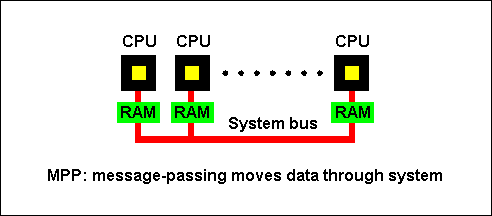 CPU CPU CPU
RAM RAM RAM
System bus
MPP: message-passing moves data through system